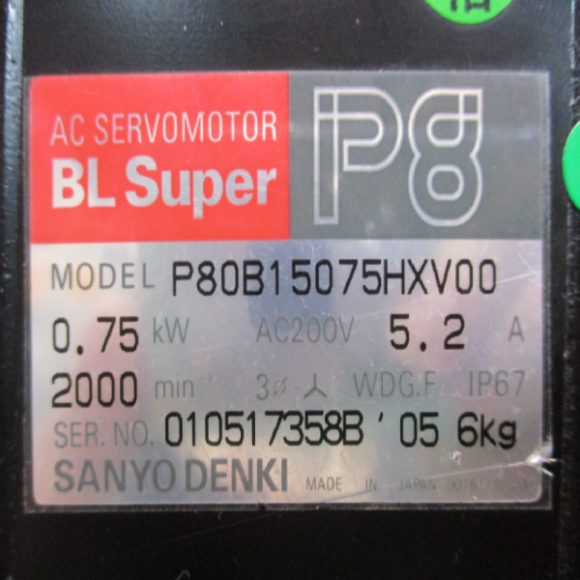 AC SERVOMOTOR
BL Super
P8
MODEL P80B15075HXV00
0.75 kW AC200V 5.2 A
2000 min⁻¹ 3 WDG.F IP67
SER. NO. 010517358B '05 6kg
SANYO DENKI MADE IN JAPAN